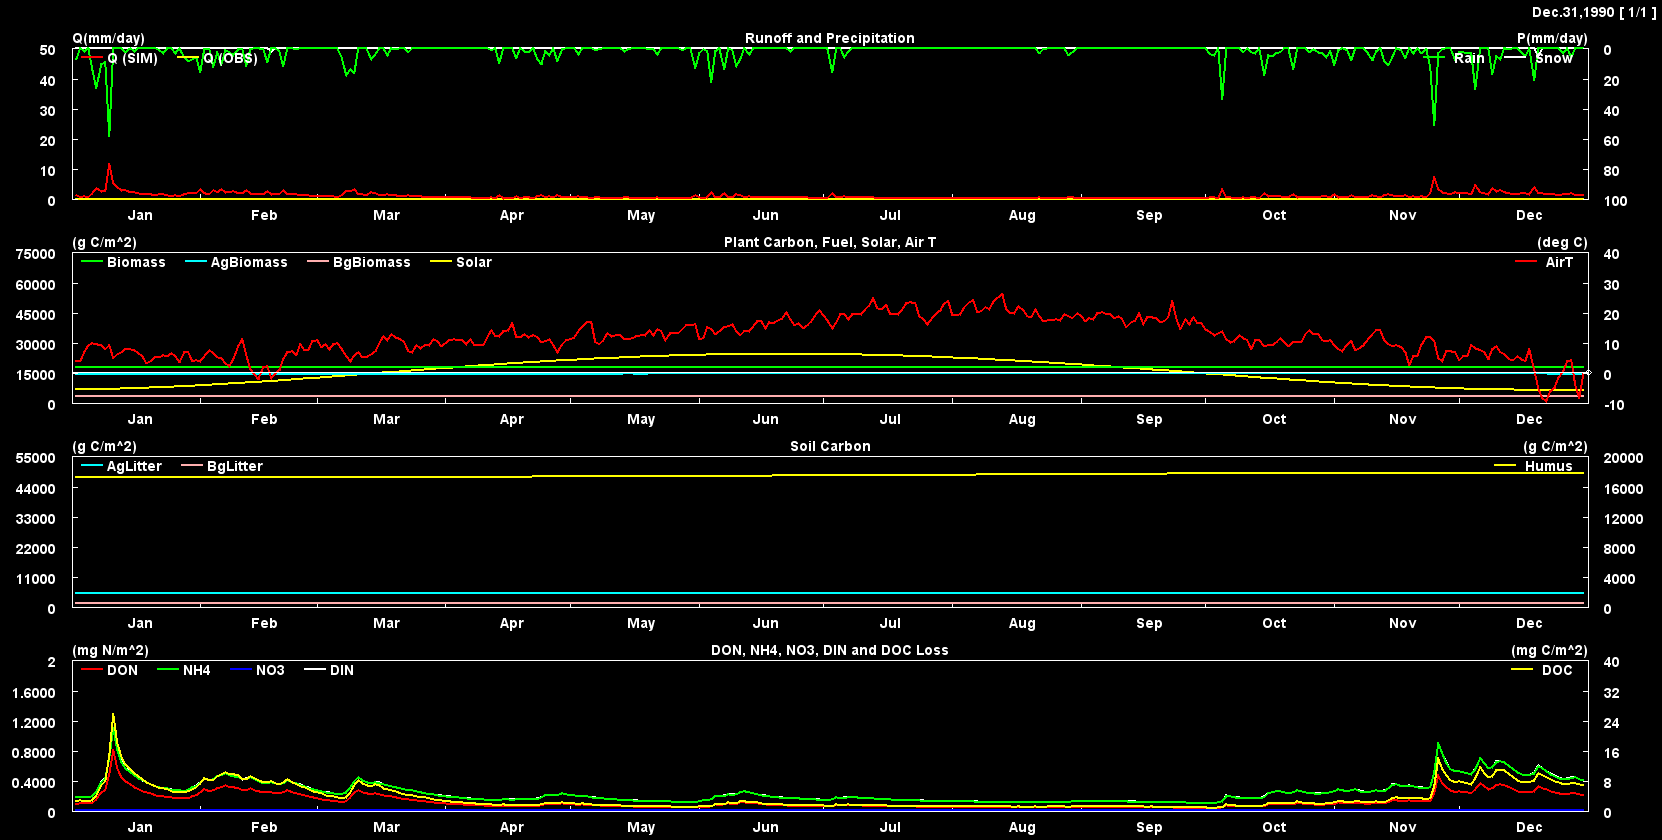 Dec.31,1990 [ 1/1 ]
Q(mm/day) Runoff and Precipitation P(mm/day)
50 0
Q (SIM) Q (OBS) Rain Snow
40 20
30 40
20 60
10 80
0 100
Jan Feb Mar Apr May Jun Jul Aug Sep Oct Nov Dec
(g C/m^2) Plant Carbon, Fuel, Solar, Air T (deg C)
75000 40
Biomass AgBiomass BgBiomass Solar AirT
60000 30
45000 20
30000 10
15000 0
0 -10
Jan Feb Mar Apr May Jun Jul Aug Sep Oct Nov Dec
(g C/m^2) Soil Carbon (g C/m^2)
55000 20000
AgLitter BgLitter Humus
44000 16000
33000 12000
22000 8000
11000 4000
0 0
Jan Feb Mar Apr May Jun Jul Aug Sep Oct Nov Dec
(mg N/m^2) DON, NH4, NO3, DIN and DOC Loss (mg C/m^2)
2 40
DON NH4 NO3 DIN DOC
1.6000 32
1.2000 24
0.8000 16
0.4000 8
0 0
Jan Feb Mar Apr May Jun Jul Aug Sep Oct Nov Dec